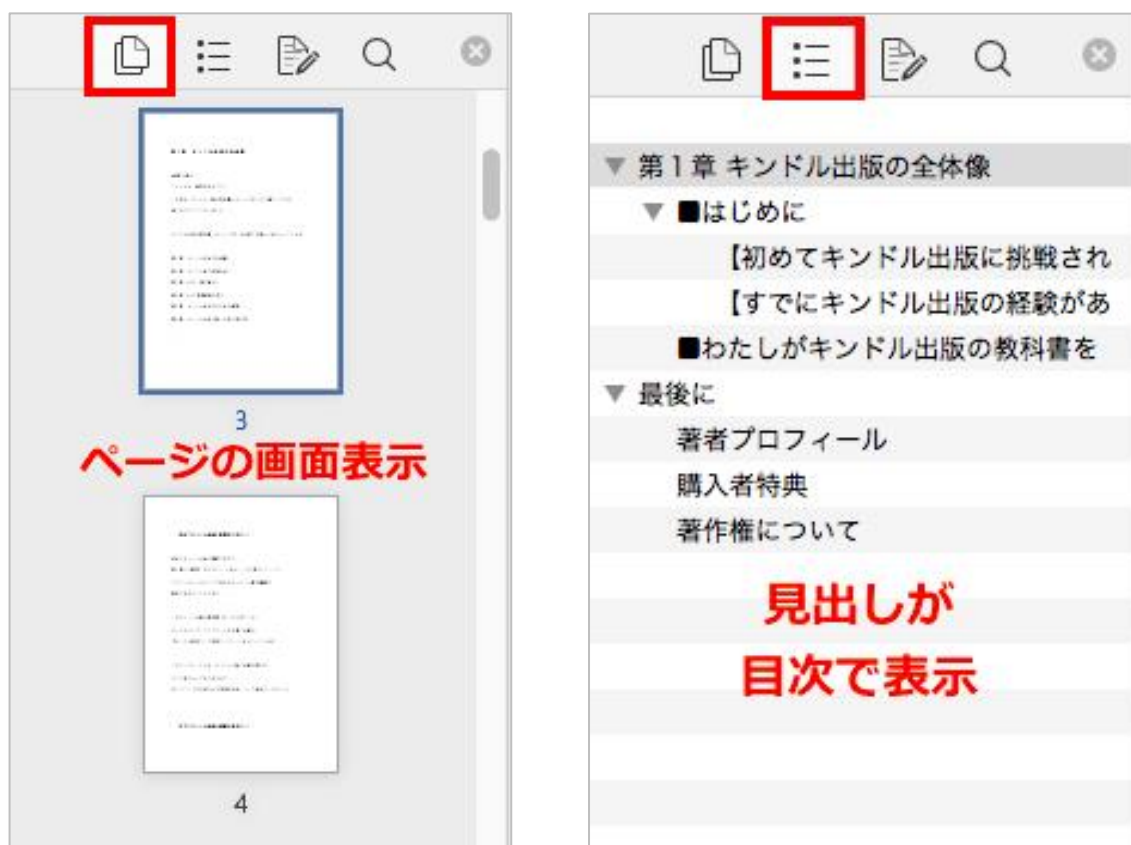 3
ページの画面表示
4
第1章 キンドル出版の全体像
■はじめに
【初めてキンドル出版に挑戦され
【すでにキンドル出版の経験があ
■わたしがキンドル出版の教科書を
最後に
著者プロフィール
購入者特典
著作権について
見出しが
目次で表示